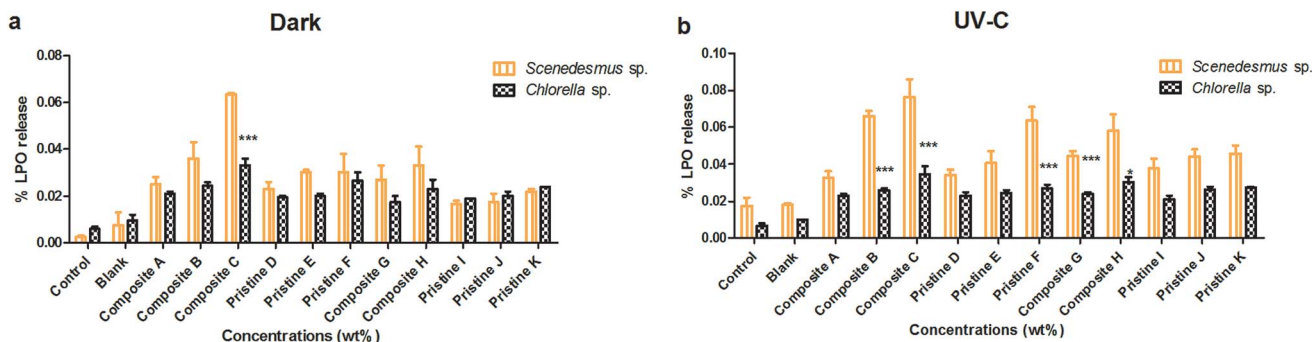 a
Dark
% LPO release
0.08
0.06
0.04
0.02
0.00
Scenedesmus sp.
Chlorella sp.
***
Control
Blank
Composite A
Composite B
Composite C
Pristine D
Pristine E
Pristine F
Composite G
Composite H
Pristine I
Pristine J
Pristine K
Concentrations (wt%)
b
UV-C
% LPO release
0.10
0.08
0.06
0.04
0.02
0.00
Scenedesmus sp.
Chlorella sp.
***
***
***
***
*
Control
Blank
Composite A
Composite B
Composite C
Pristine D
Pristine E
Pristine F
Composite G
Composite H
Pristine I
Pristine J
Pristine K
Concentrations (wt%)